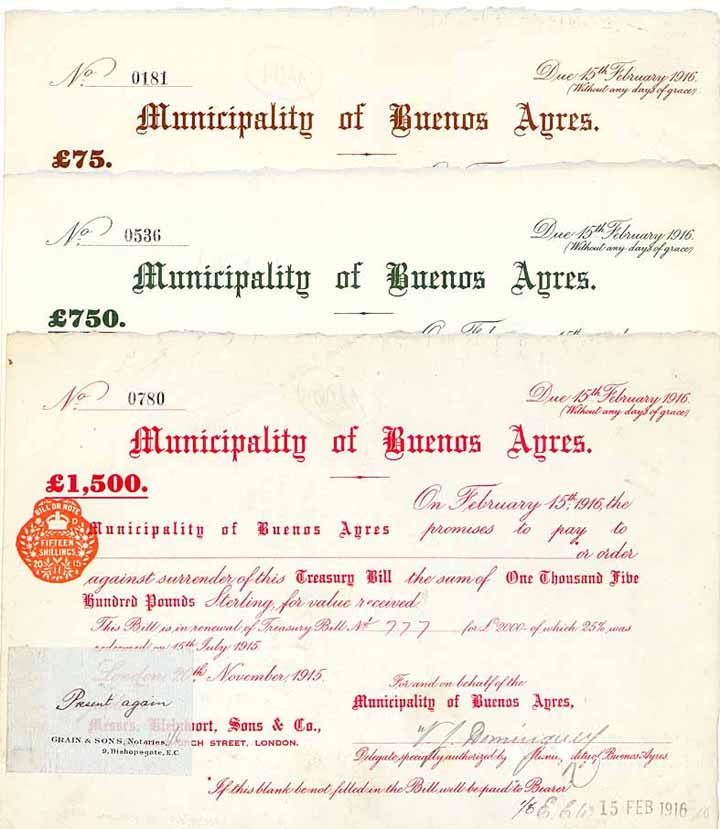 No. 0181
Due 15th February 1916.
(Without any days of grace)
Municipality of Buenos Ayres.
£75.
No. 0536
Due 15th February 1916.
(Without any days of grace)
Municipality of Buenos Ayres.
£750.
No. 0780
Due 15th February 1916.
(Without any days of grace)
Municipality of Buenos Ayres.
£1,500.
On February 15th, 1916, the
BILL OR NOTE
FIFTEEN
SHILLINGS
20 15
11
Municipality of Buenos Ayres promises to pay to
or order
against surrender of this Treasury Bill the sum of One Thousand Five
Hundred Pounds Sterling, for value received.
This Bill is in renewal of Treasury Bill No. 777 for £2000 of which 25% was
on 15th July 1915.
London 20th November 1915.
For and on behalf of the
Municipality of Buenos Ayres,
Present again
Messrs. Kleinwort, Sons & Co.,
GRAIN & SONS, Notaries,
CH STREET, LONDON.
9, Bishopsgate, E.C.
Delegate specially authorized by Buenos Ayres
If this blank be not filled in the Bill will be paid to Bearer
15 FEB 1916